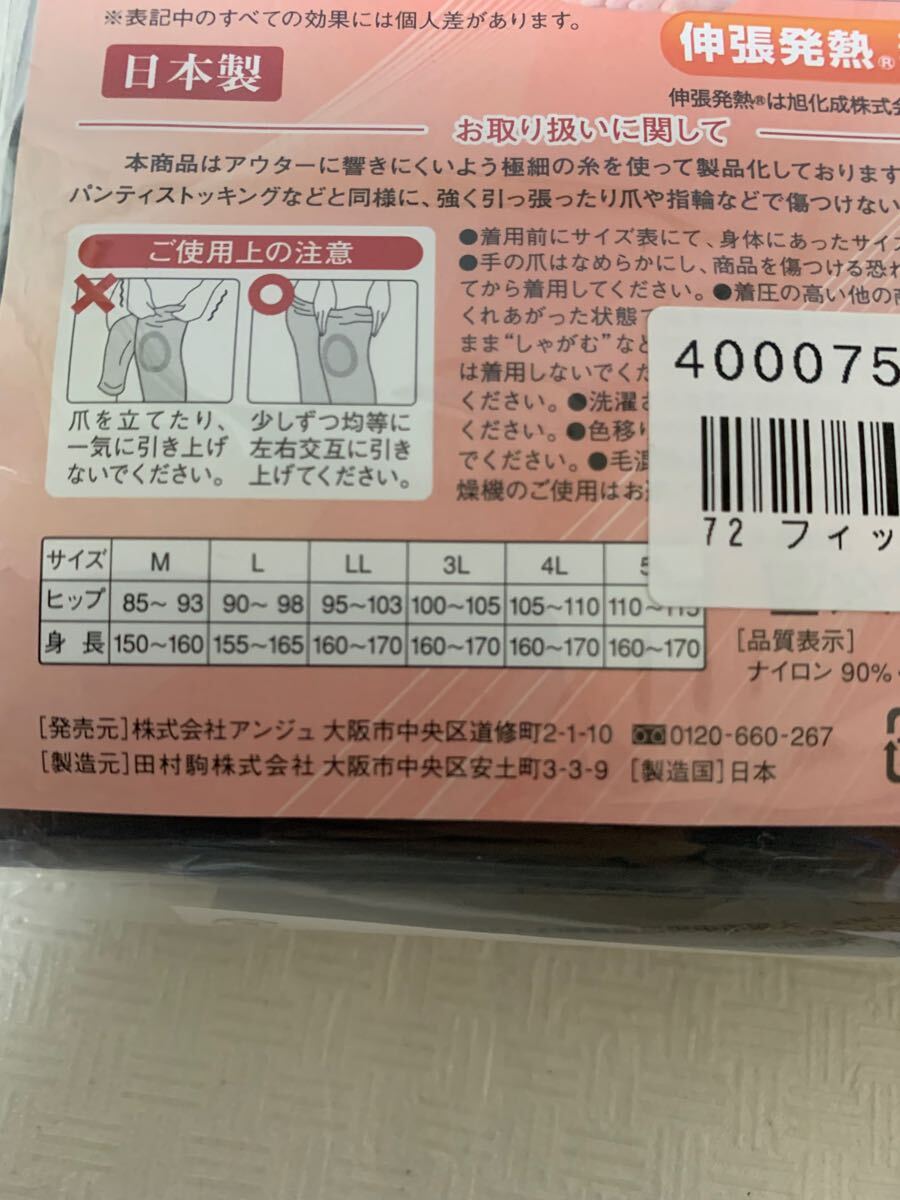 ※表記中のすべての効果には個人差があります。
日本製
伸張発熱®
伸張発熱®は旭化成株式会
お取り扱いに関して
本商品はアウターに響きにくいよう極細の糸を使って製品化しております
パンティストッキングなどと同様に、強く引っ張ったり爪や指輪などで傷つけない
ご使用上の注意
爪を立てたり、
一気に引き上げ
ないでください。
少しずつ均等に
左右交互に引き
上げてください。
●着用前にサイズ表にて、身体にあったサイズ
●手の爪はなめらかにし、商品を傷つける恐れ
てから着用してください。●着圧の高い他の商
くれあがった状態で
まま“しゃがむ”など
は着用しないでくだ
ください。●洗濯
ください。●色移り
でください。●毛
燥機のご使用はお
400075
72 フィッ
サイズ M L LL 3L 4L 5
ヒップ 85〜93 90〜98 95〜103 100〜105 105〜110 110〜115
身長 150〜160 155〜165 160〜170 160〜170 160〜170 160〜170
[品質表示]
ナイロン 90%
[発売元]株式会社アンジュ 大阪市中央区道修町2-1-10 0120-660-267
[製造元]田村駒株式会社 大阪市中央区安土町3-3-9 [製造国]日本